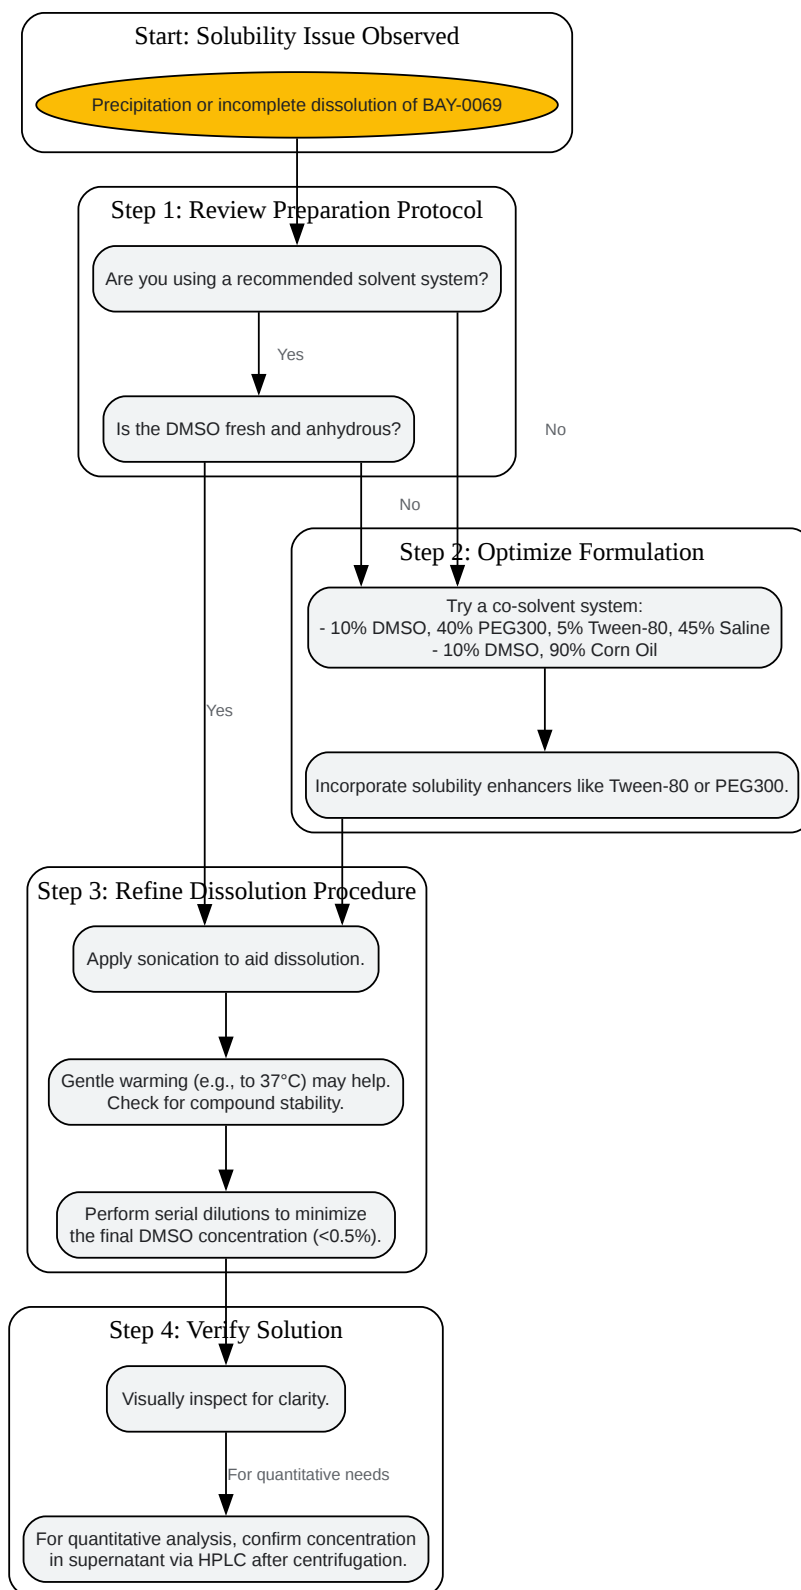 Start: Solubility Issue Observed
Precipitation or incomplete dissolution of BAY-0069
Step 1: Review Preparation Protocol
Are you using a recommended solvent system?
Yes
Is the DMSO fresh and anhydrous?
No
No
Step 2: Optimize Formulation
Try a co-solvent system:
- 10% DMSO, 40% PEG300, 5% Tween-80, 45% Saline
- 10% DMSO, 90% Corn Oil
Yes
Incorporate solubility enhancers like Tween-80 or PEG300.
Step 3: Refine Dissolution Procedure
Apply sonication to aid dissolution.
Gentle warming (e.g., to 37°C) may help.
Check for compound stability.
Perform serial dilutions to minimize
the final DMSO concentration (<0.5%).
Step 4: Verify Solution
Visually inspect for clarity.
For quantitative needs
For quantitative analysis, confirm concentration
in supernatant via HPLC after centrifugation.